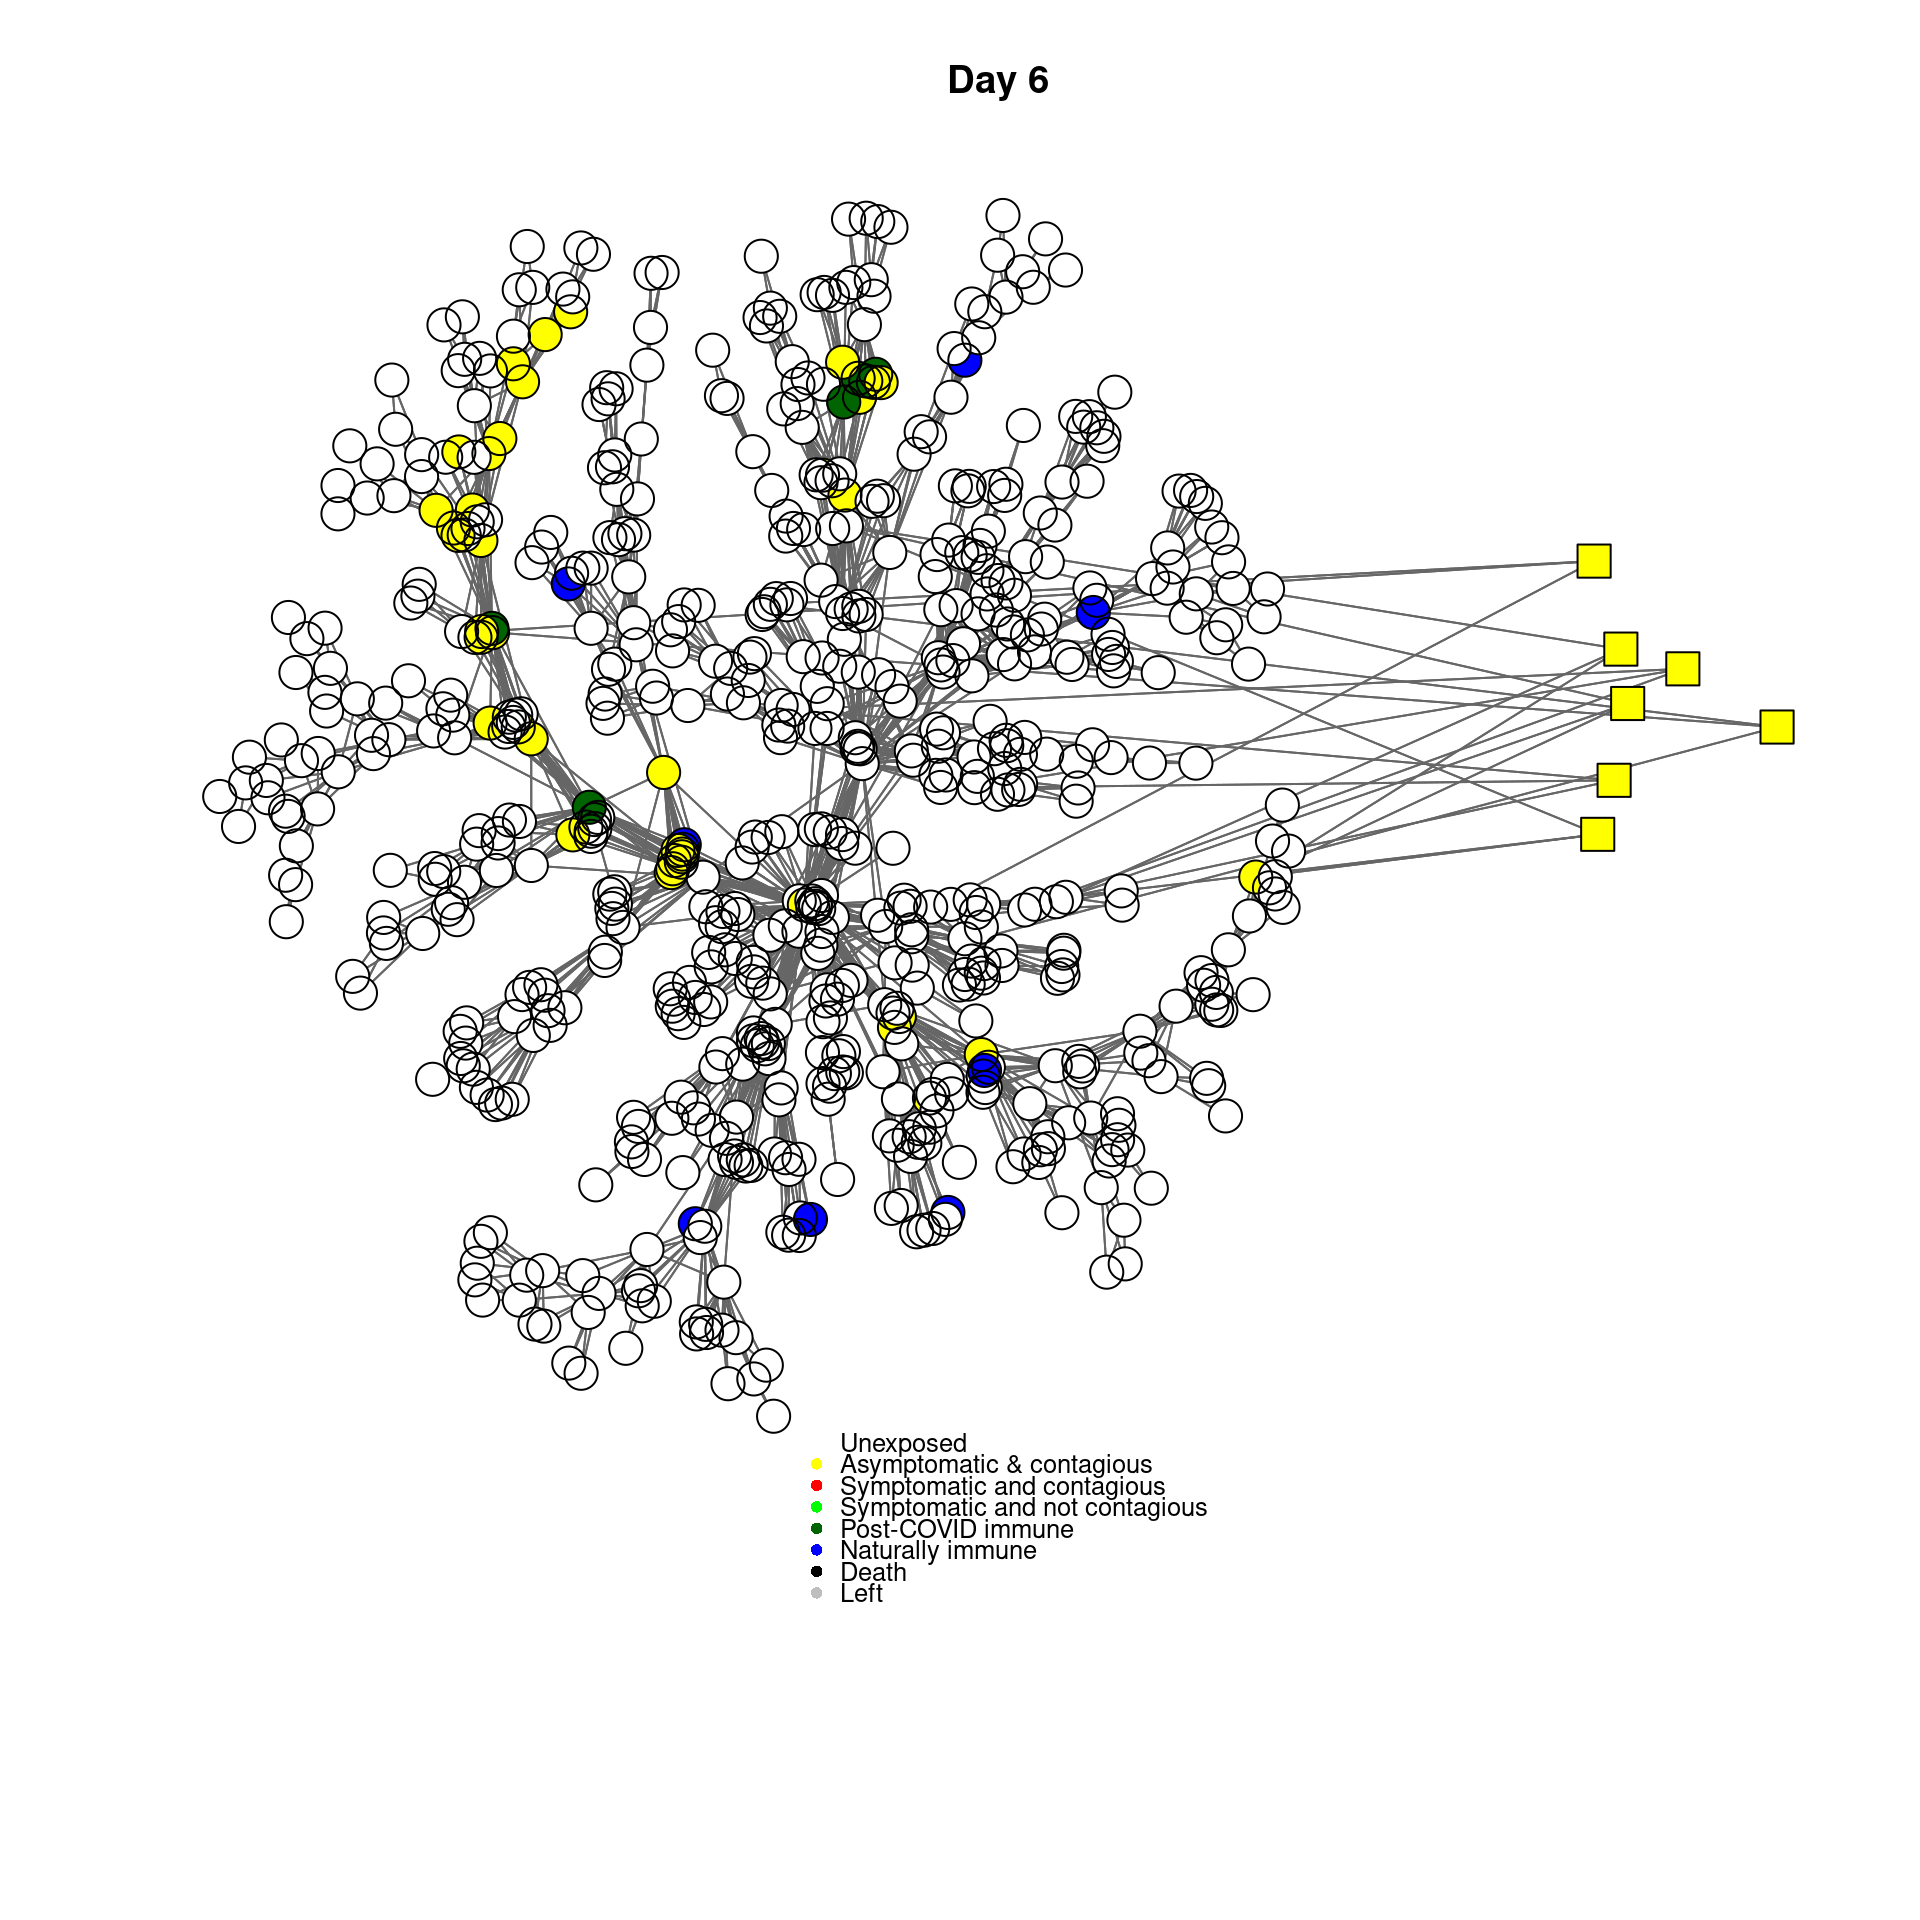 Day 6
Unexposed
Asymptomatic & contagious
Symptomatic and contagious
Symptomatic and not contagious
Post-COVID immune
Naturally immune
Death
Left